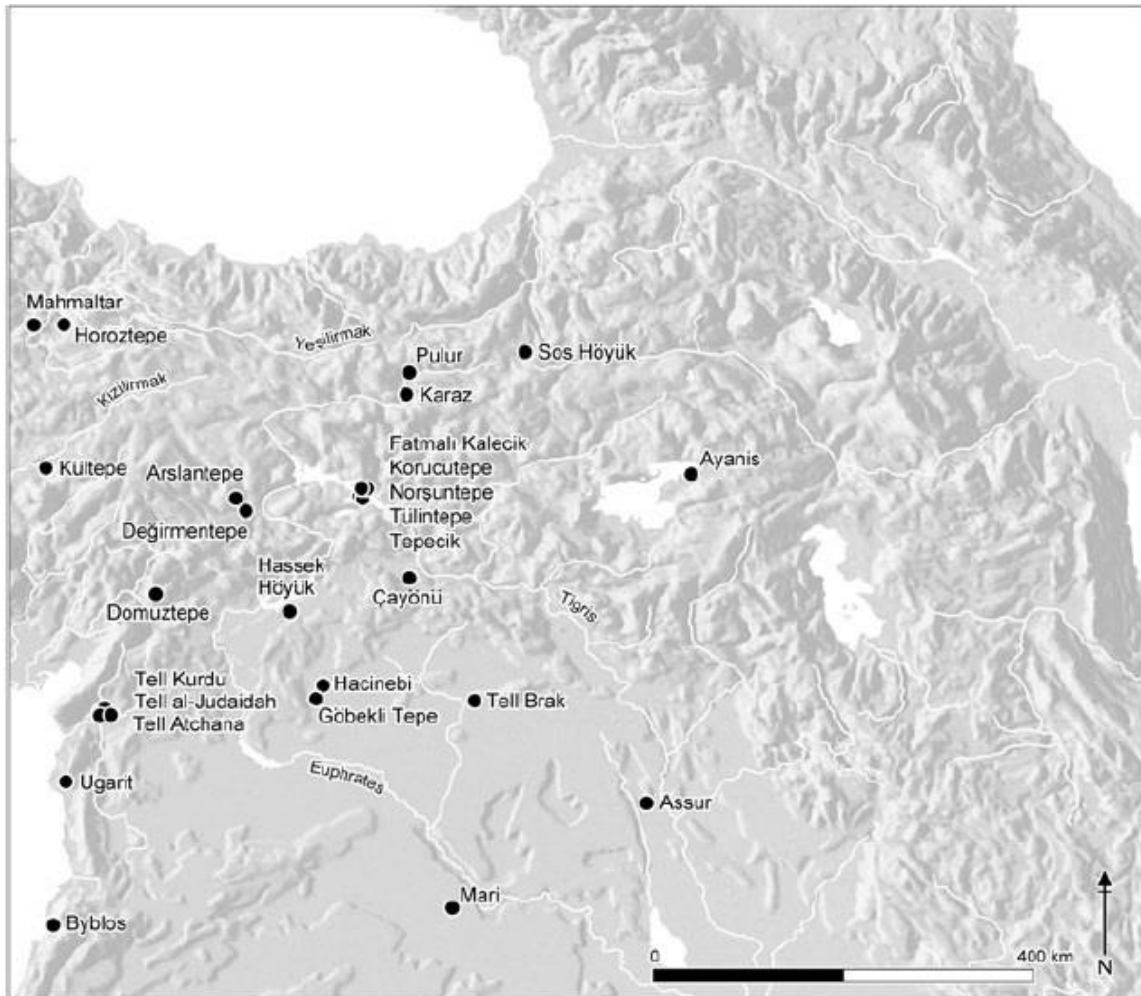 Mahmaltar
Horoztepe
Yeşilırmak
Pulur
Sos Höyük
Kızılırmak
Karaz
Fatmalı Kalecik
Korucutepe
Norşuntepe
Tülintepe
Tepecik
Ayanis
Kültepe
Arslantepe
Değirmentepe
Hassek
Höyük
Çayönü
Domuztepe
Tigris
Tell Kurdu
Tell al-Judaidah
Tell Atchana
Hacinebi
Göbekli Tepe
Tell Brak
Ugarit
Euphrates
Assur
Mari
Byblos
0
400 km
N